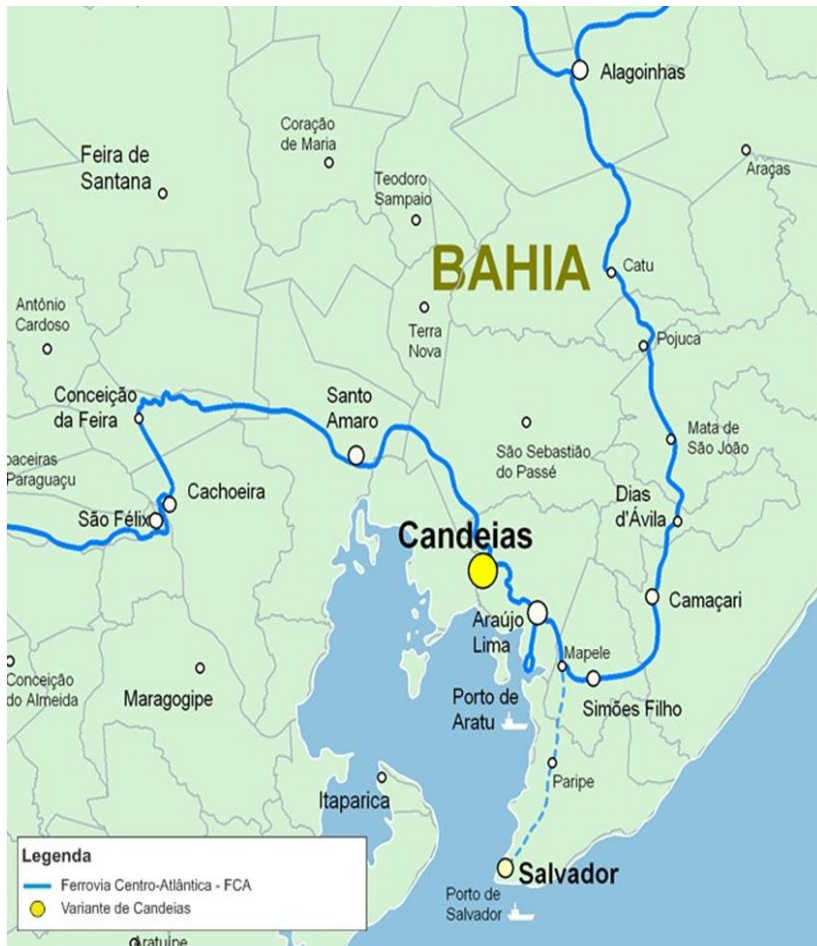 Alagoinhas
Coração
de Maria
Feira de
Santana
Araças
Teodoro
Sampaio
BAHIA
Catu
Antônio
Cardoso
Terra
Nova
Pojuca
Conceição
da Feira
Santo
Amaro
São Sebastião
do Passé
Mata de
São João
baceiras
Paraguaçu
Cachoeira
São Félix
Dias
d'Ávila
Candeias
Camaçari
Araújo
Lima
Mapele
Conceição
do Almeida
Maragogipe
Porto de
Aratu
Simões Filho
Paripe
Itaparica
Legenda
Ferrovia Centro-Atlântica - FCA
Variante de Candeias
Salvador
Porto de
Salvador
Aratuípe